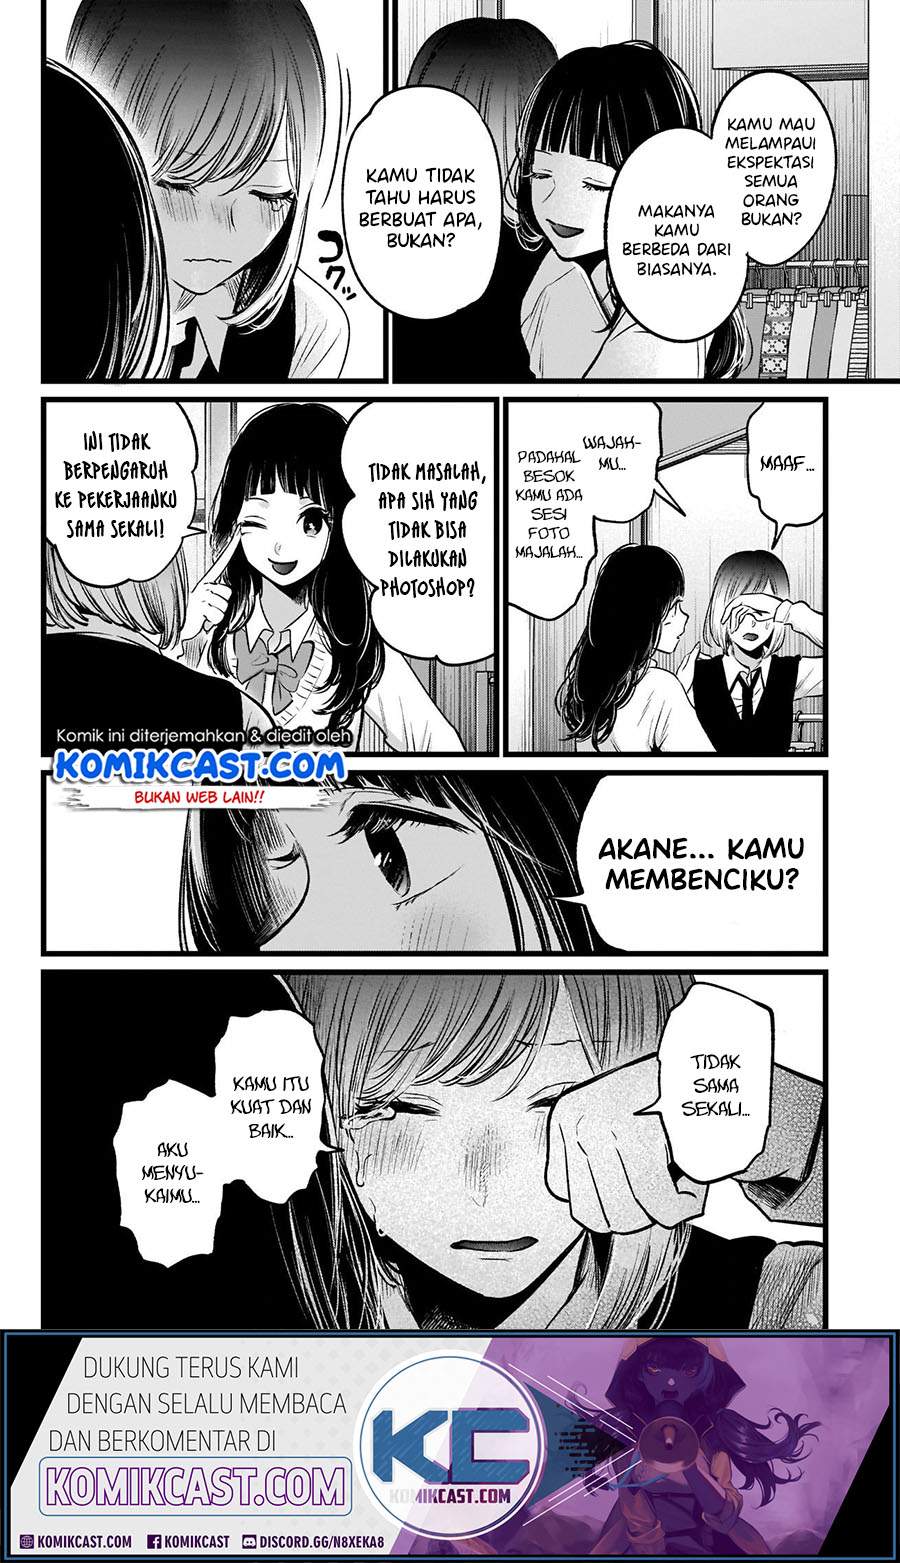 KAMU MAU
MELAMPAUI
EKSPEKTASI
SEMUA
ORANG
BUKAN?
MAKANYA
KAMU
BERBEDA DARI
BIASANYA.
KAMU TIDAK
TAHU HARUS
BERBUAT APA,
BUKAN?
コクッ
MAAF...
WAJAH-
MU...
PADAHAL
BESOK
KAMU ADA
SESI
FOTO
MAJALAH...
TIDAK MASALAH,
APA SIH YANG
TIDAK BISA
DILAKUKAN
PHOTOSHOP?
INI TIDAK
BERPENGARUH
KE PEKERJAANKU
SAMA SEKALI!
Komik ini diterjemahkan & diedit oleh
KOMIKCAST.COM
BUKAN WEB LAIN!!
AKANE... KAMU
MEMBENCIKU?
TIDAK
SAMA
SEKALI...
KAMU ITU
KUAT DAN
BAIK...
AKU
MENYU-
KAIMU...
DUKUNG TERUS KAMI
DENGAN SELALU MEMBACA
DAN BERKOMENTAR DI
KOMIKCAST.COM
KC
KOMIKCAST.COM
KOMIKCAST.COM KOMIKCAST DISCORD.GG/N8XEKA8